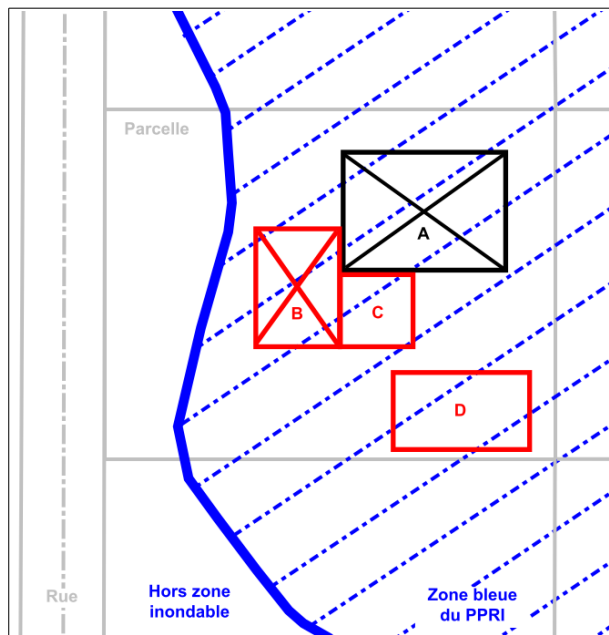 Parcelle
A
B
C
D
Rue
Hors zone
inondable
Zone bleue
du PPRI